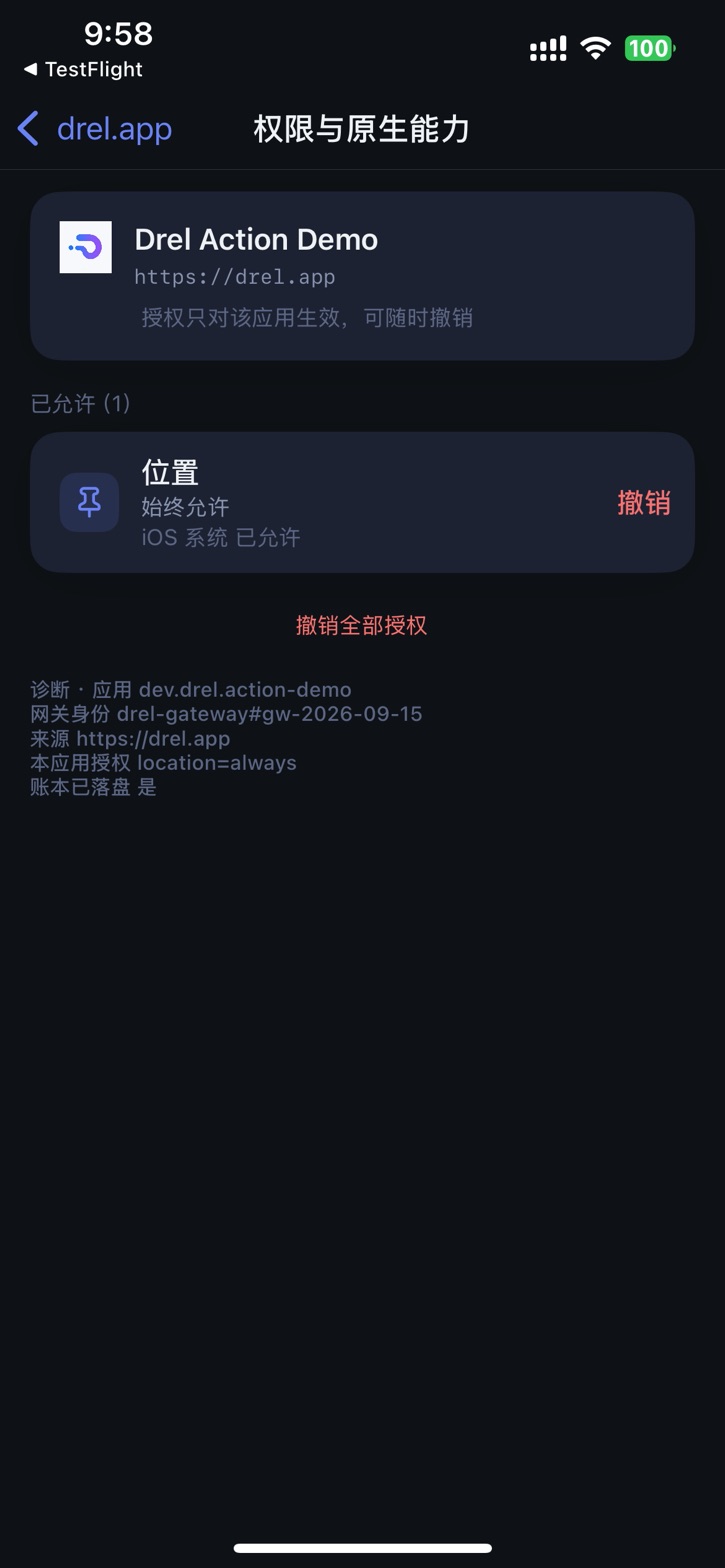 9:58
100
◀ TestFlight
drel.app
权限与原生能力
Drel Action Demo
https://drel.app
授权只对该应用生效，可随时撤销
已允许 (1)
位置
始终允许
撤销
iOS 系统 已允许
撤销全部授权
诊断 · 应用 dev.drel.action-demo
网关身份 drel-gateway#gw-2026-09-15
来源 https://drel.app
本应用授权 location=always
账本已落盘 是